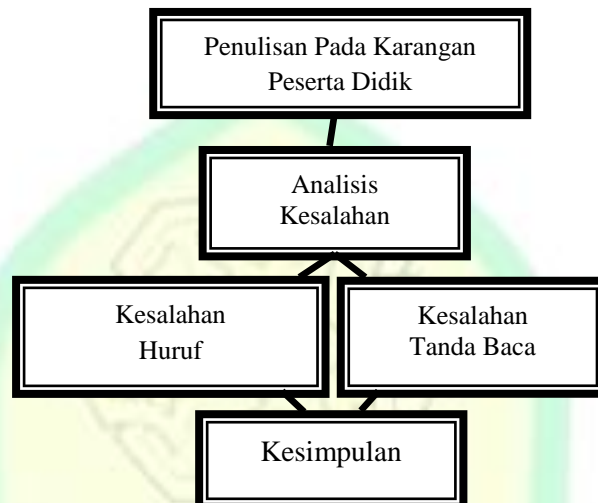 Penulisan Pada Karangan
Peserta Didik
Analisis
Kesalahan
Kesalahan
Huruf
Kesalahan
Tanda Baca
Kesimpulan